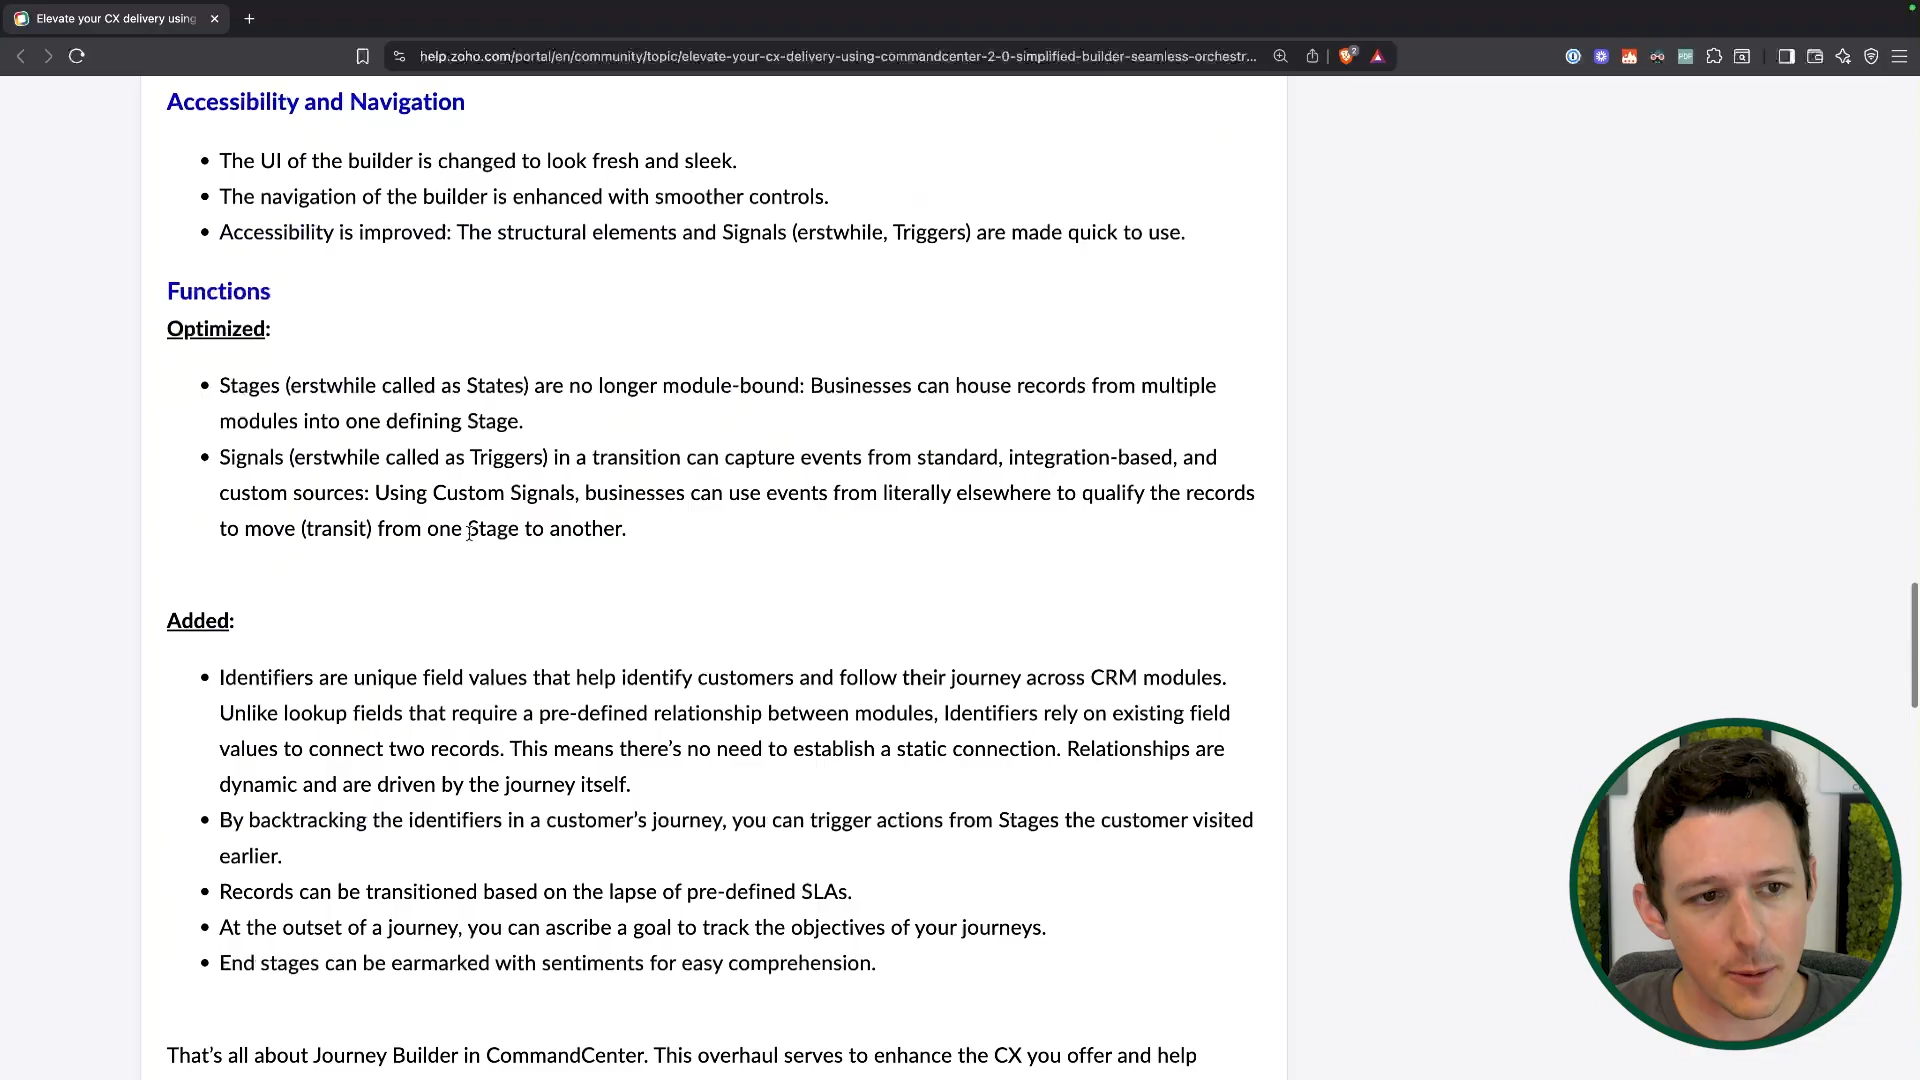 Elevate your CX delivery using
help.zoho.com/portal/en/community/topic/elevate-your-cx-delivery-using-commandcenter-2-0-simplified-builder-seamless-orchestr...
2
PDF
Accessibility and Navigation
• The UI of the builder is changed to look fresh and sleek.
• The navigation of the builder is enhanced with smoother controls.
• Accessibility is improved: The structural elements and Signals (erstwhile, Triggers) are made quick to use.
Functions
Optimized:
• Stages (erstwhile called as States) are no longer module-bound: Businesses can house records from multiple
modules into one defining Stage.
• Signals (erstwhile called as Triggers) in a transition can capture events from standard, integration-based, and
custom sources: Using Custom Signals, businesses can use events from literally elsewhere to qualify the records
to move (transit) from one Stage to another.
Added:
• Identifiers are unique field values that help identify customers and follow their journey across CRM modules.
Unlike lookup fields that require a pre-defined relationship between modules, Identifiers rely on existing field
values to connect two records. This means there's no need to establish a static connection. Relationships are
dynamic and are driven by the journey itself.
• By backtracking the identifiers in a customer's journey, you can trigger actions from Stages the customer visited
earlier.
• Records can be transitioned based on the lapse of pre-defined SLAs.
• At the outset of a journey, you can ascribe a goal to track the objectives of your journeys.
• End stages can be earmarked with sentiments for easy comprehension.
That's all about Journey Builder in CommandCenter. This overhaul serves to enhance the CX you offer and help